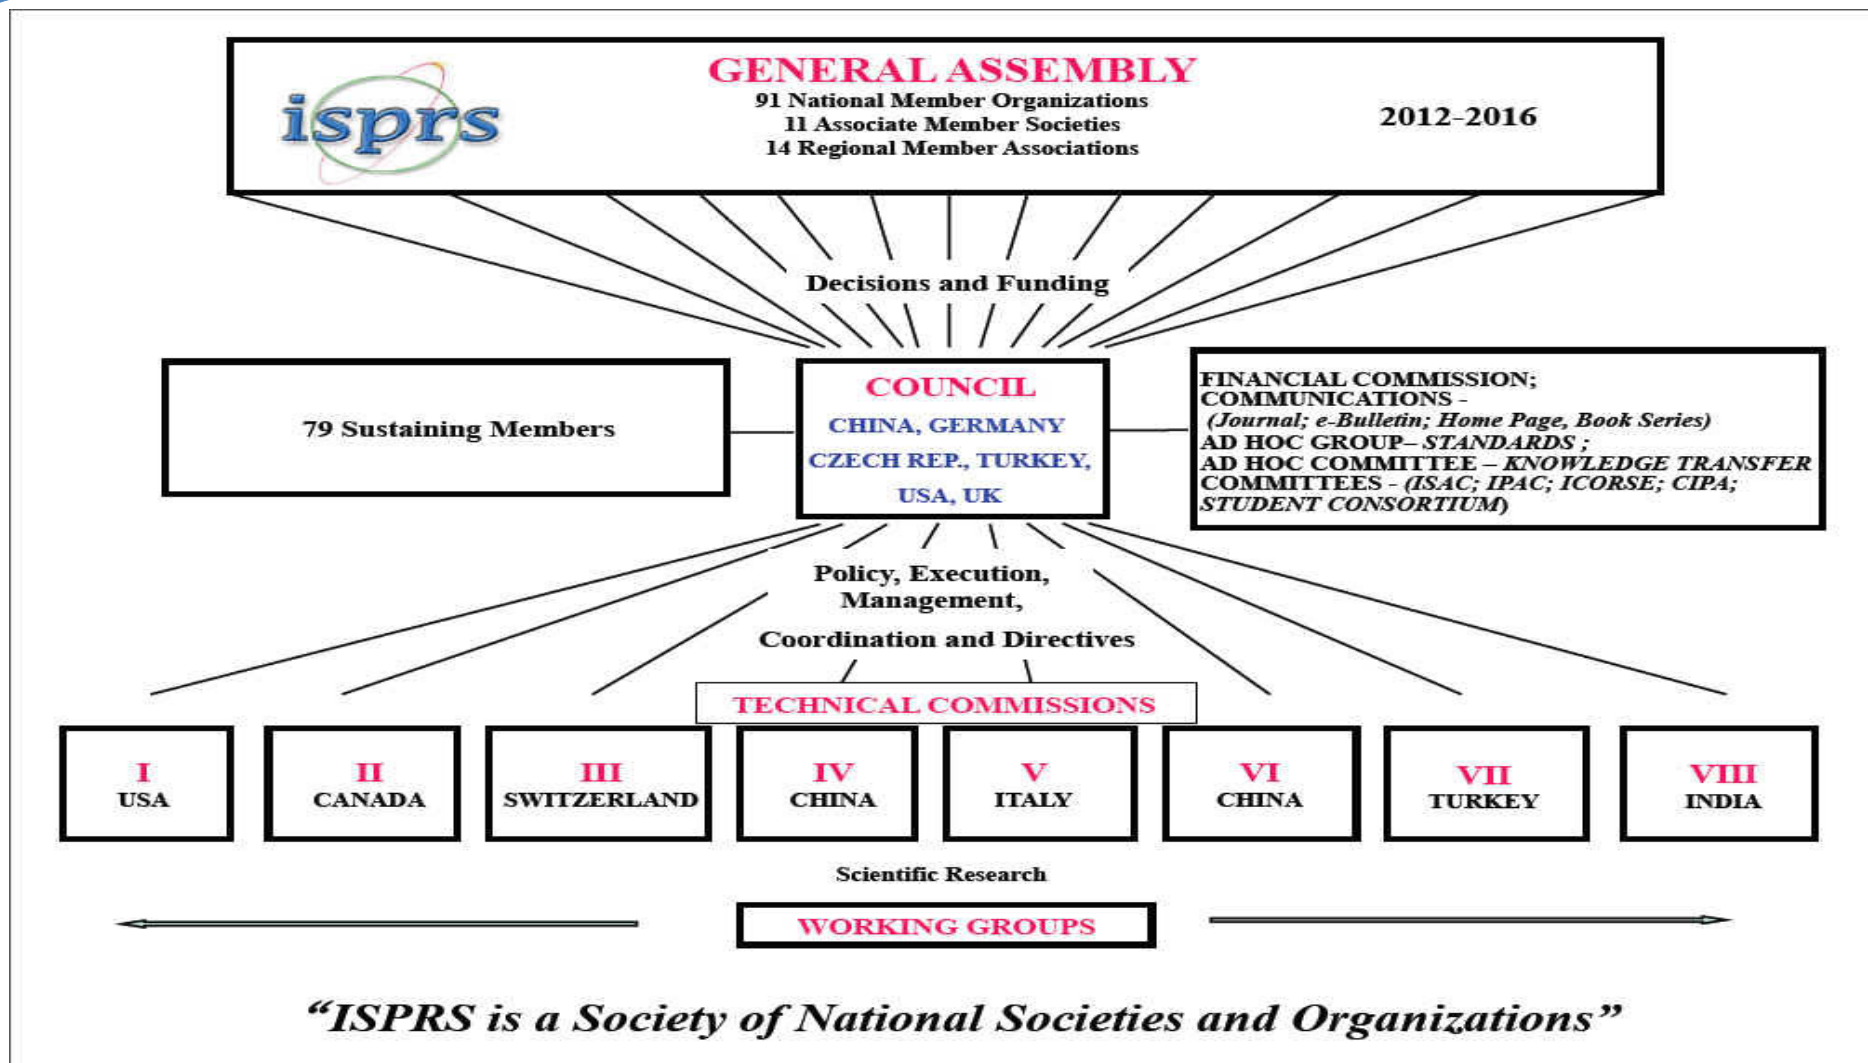 isprs
GENERAL ASSEMBLY
91 National Member Organizations
11 Associate Member Societies
14 Regional Member Associations
2012-2016
Decisions and Funding
79 Sustaining Members
COUNCIL
CHINA, GERMANY
CZECH REP., TURKEY,
USA, UK
FINANCIAL COMMISSION;
COMMUNICATIONS -
(Journal; e-Bulletin; Home Page, Book Series)
AD HOC GROUP– STANDARDS ;
AD HOC COMMITTEE – KNOWLEDGE TRANSFER
COMMITTEES - (ISAC; IPAC; ICORSE; CIPA;
STUDENT CONSORTIUM)
Policy, Execution,
Management,
Coordination and Directives
TECHNICAL COMMISSIONS
I
USA
II
CANADA
III
SWITZERLAND
IV
CHINA
V
ITALY
VI
CHINA
VII
TURKEY
VIII
INDIA
Scientific Research
WORKING GROUPS
“ISPRS is a Society of National Societies and Organizations”